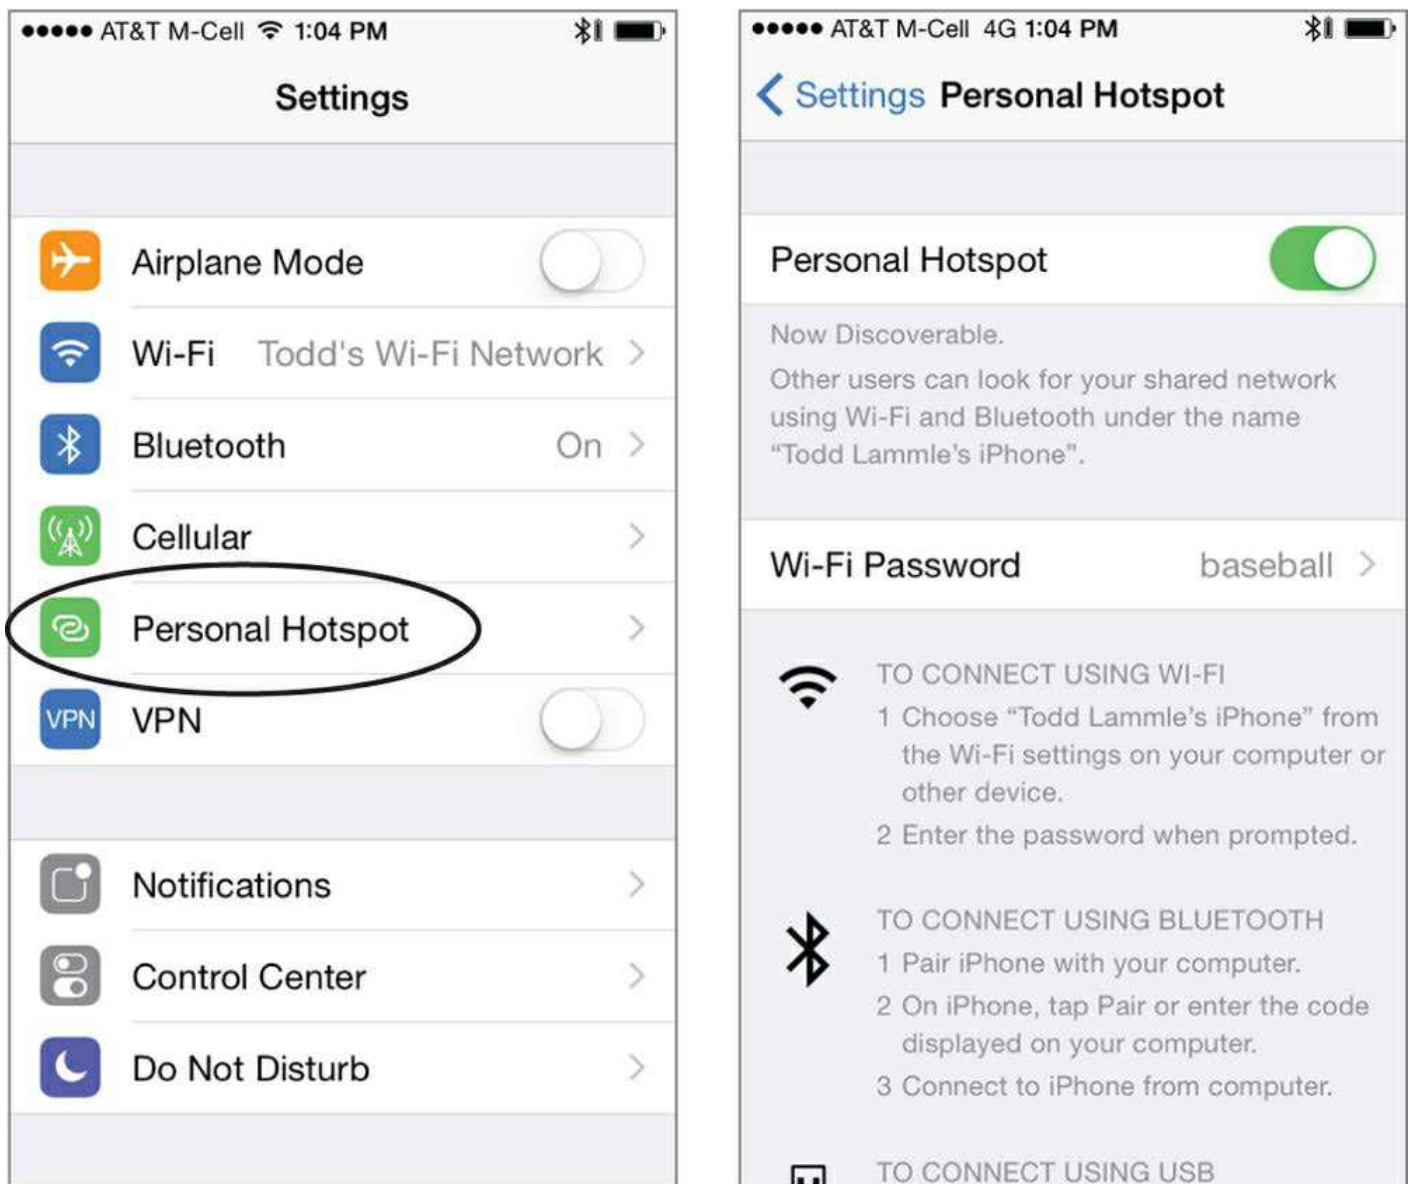 AT&T M-Cell 1:04 PM
Settings
Airplane Mode
Wi-Fi Todd's Wi-Fi Network
Bluetooth On
Cellular
Personal Hotspot
VPN VPN
Notifications
Control Center
Do Not Disturb
AT&T M-Cell 4G 1:04 PM
Settings Personal Hotspot
Personal Hotspot
Now Discoverable.
Other users can look for your shared network
using Wi-Fi and Bluetooth under the name
“Todd Lammle’s iPhone”.
Wi-Fi Password baseball
TO CONNECT USING WI-FI
1 Choose “Todd Lammle’s iPhone” from
the Wi-Fi settings on your computer or
other device.
2 Enter the password when prompted.
TO CONNECT USING BLUETOOTH
1 Pair iPhone with your computer.
2 On iPhone, tap Pair or enter the code
displayed on your computer.
3 Connect to iPhone from computer.
TO CONNECT USING USB